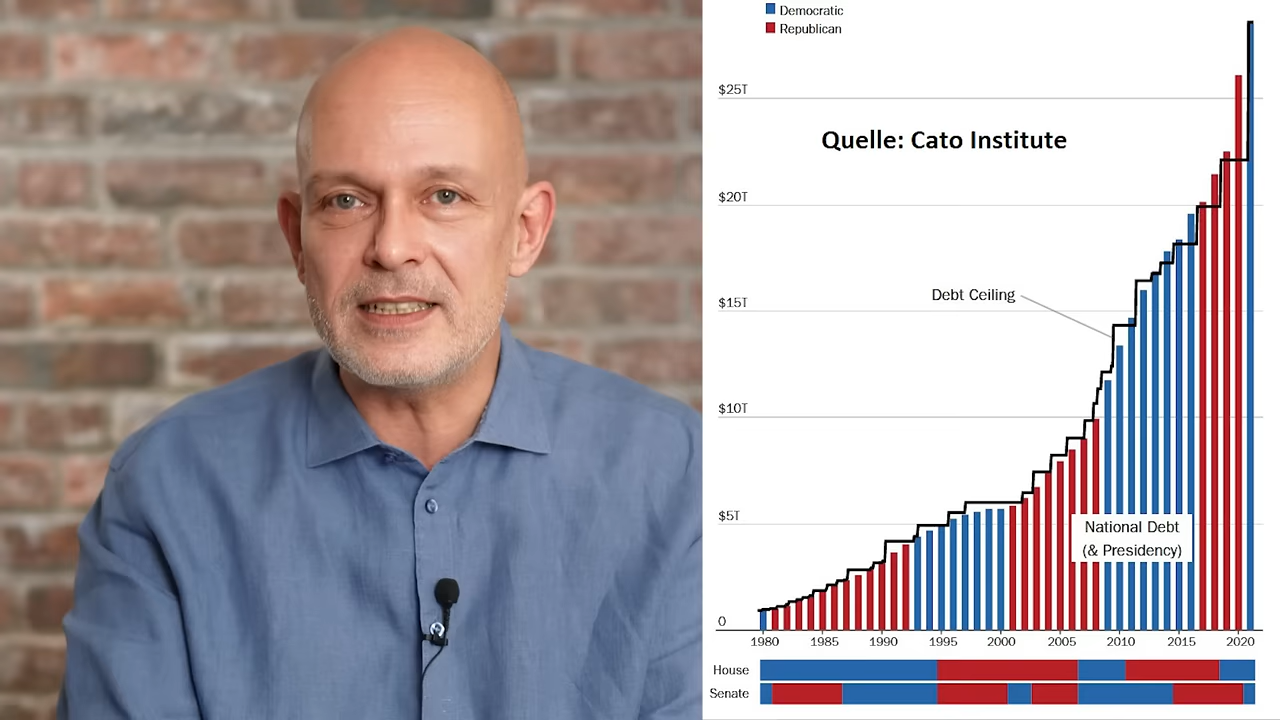 Democratic
Republican
$25T
Quelle: Cato Institute
$20T
Debt Ceiling
$15T
$10T
$5T
National Debt
(& Presidency)
0
1980 1985 1990 1995 2000 2005 2010 2015 2020
House
Senate